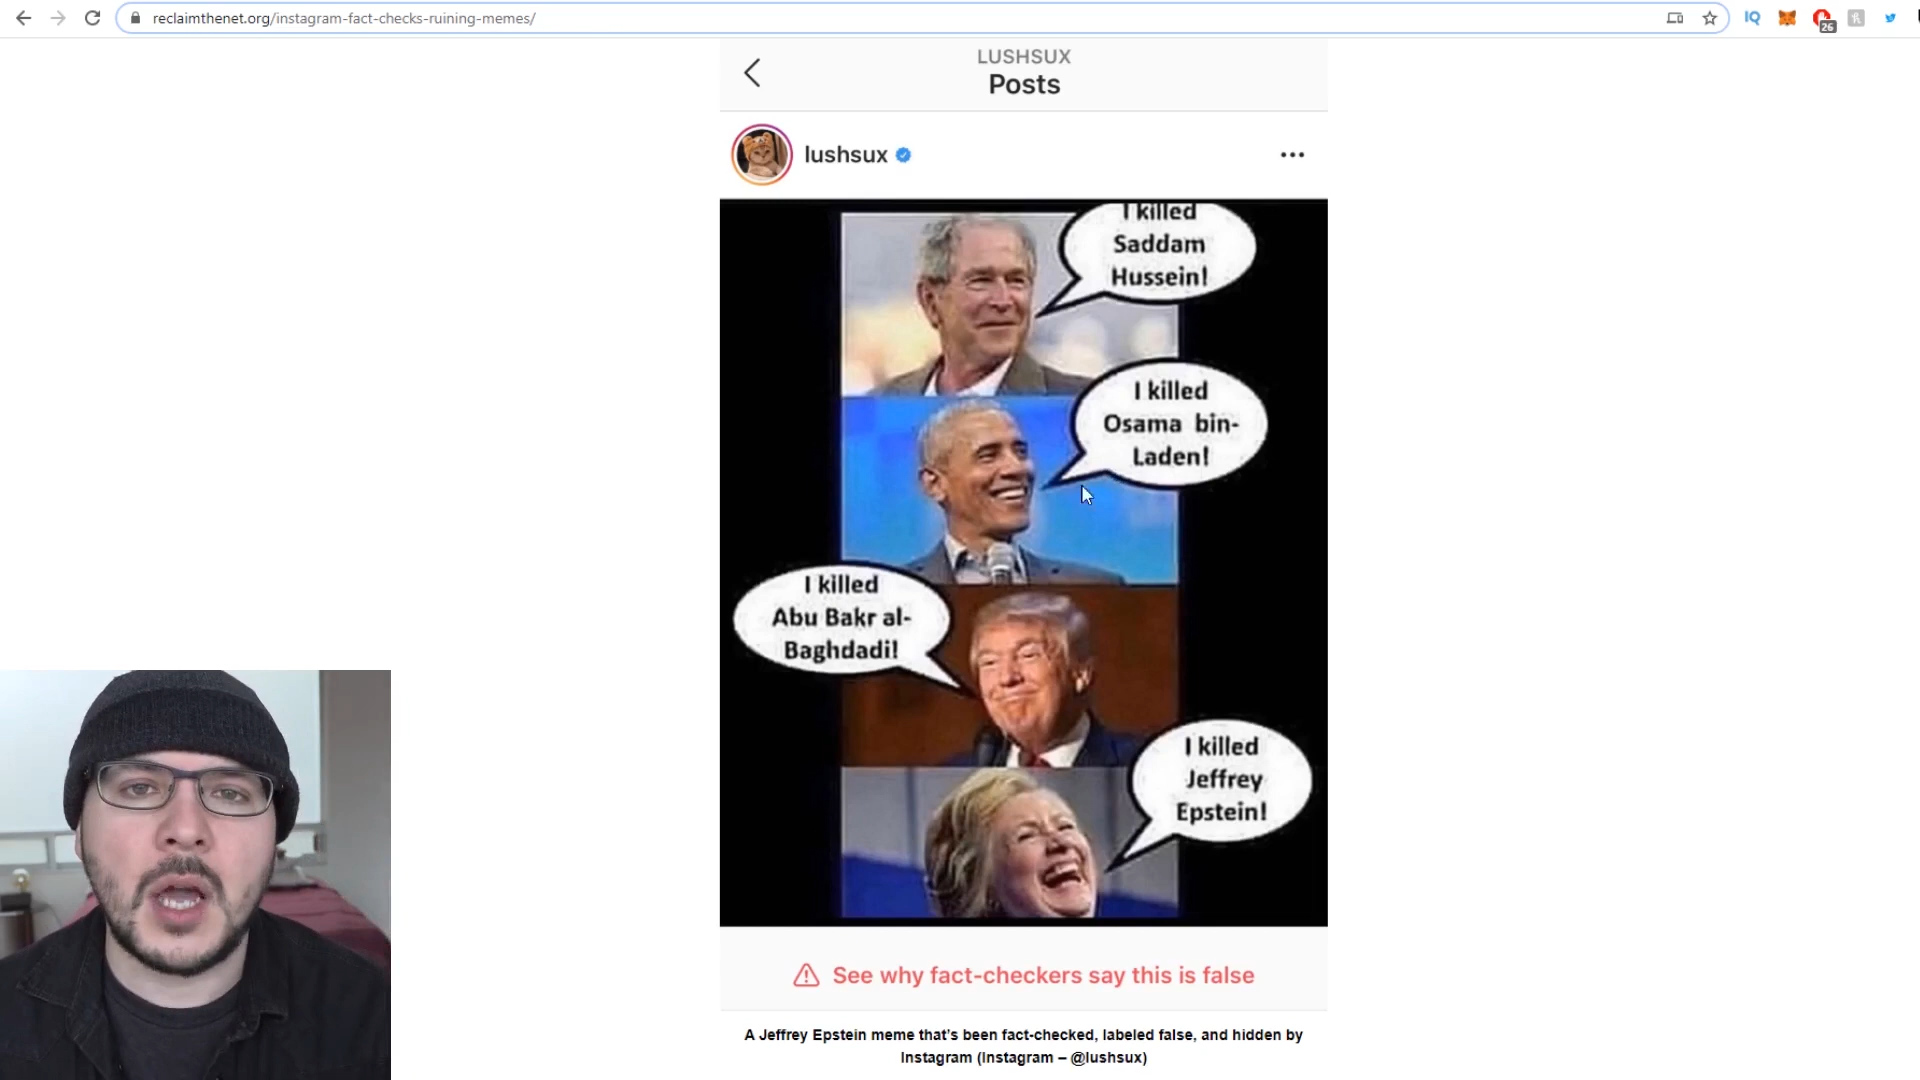 reclaimthenet.org/instagram-fact-checks-ruining-memes/
IQ
26
LUSHSUX
Posts
lushsux
I killed
Saddam
Hussein!
I killed
Osama bin-
Laden!
I killed
Abu Bakr al-
Baghdadi!
I killed
Jeffrey
Epstein!
See why fact-checkers say this is false
A Jeffrey Epstein meme that's been fact-checked, labeled false, and hidden by
Instagram (Instagram – @lushsux)